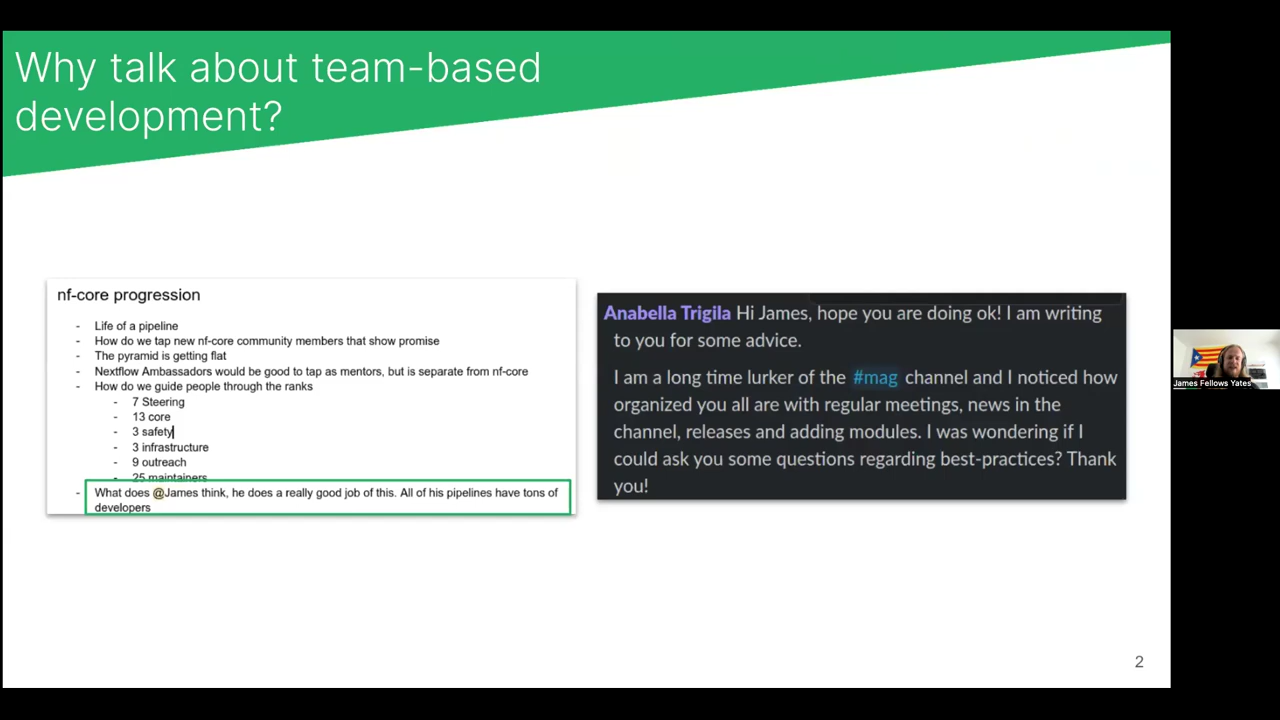 Why talk about team-based
development?
nf-core progression
- Life of a pipeline
- How do we tap new nf-core community members that show promise
- The pyramid is getting flat
- Nextflow Ambassadors would be good to tap as mentors, but is separate from nf-core
- How do we guide people through the ranks
- 7 Steering
- 13 core
- 3 safety
- 3 infrastructure
- 9 outreach
- 25 maintainers
- What does @James think, he does a really good job of this. All of his pipelines have tons of
developers
Anabella Trigila Hi James, hope you are doing ok! I am writing
to you for some advice.
I am a long time lurker of the #mag channel and I noticed how
organized you all are with regular meetings, news in the
channel, releases and adding modules. I was wondering if I
could ask you some questions regarding best-practices? Thank
you!
James Fellows Yates
2